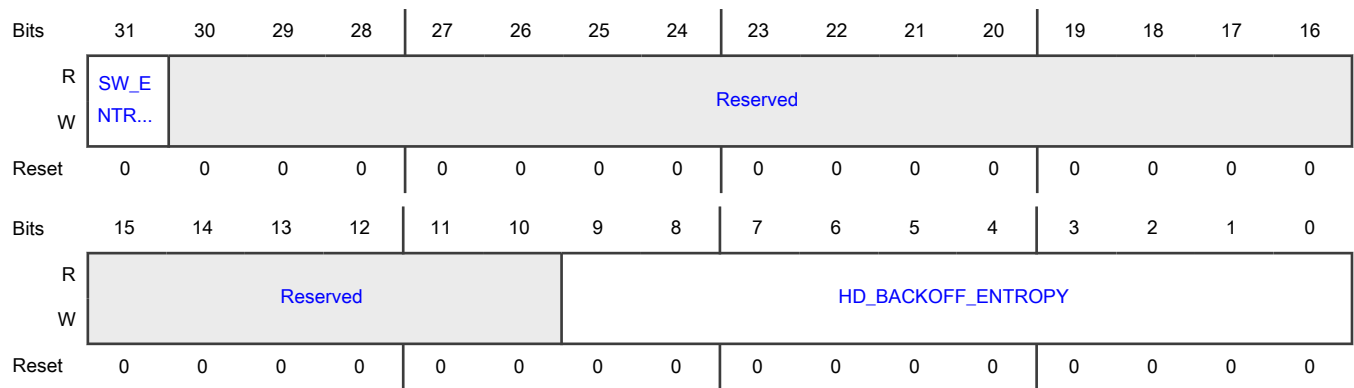 Bits 31 30 29 28 27 26 25 24 23 22 21 20 19 18 17 16
R
SW_E
NTR...
Reserved
W
Reset 0 0 0 0 0 0 0 0 0 0 0 0 0 0 0 0
Bits 15 14 13 12 11 10 9 8 7 6 5 4 3 2 1 0
R
Reserved HD_BACKOFF_ENTROPY
W
Reset 0 0 0 0 0 0 0 0 0 0 0 0 0 0 0 0